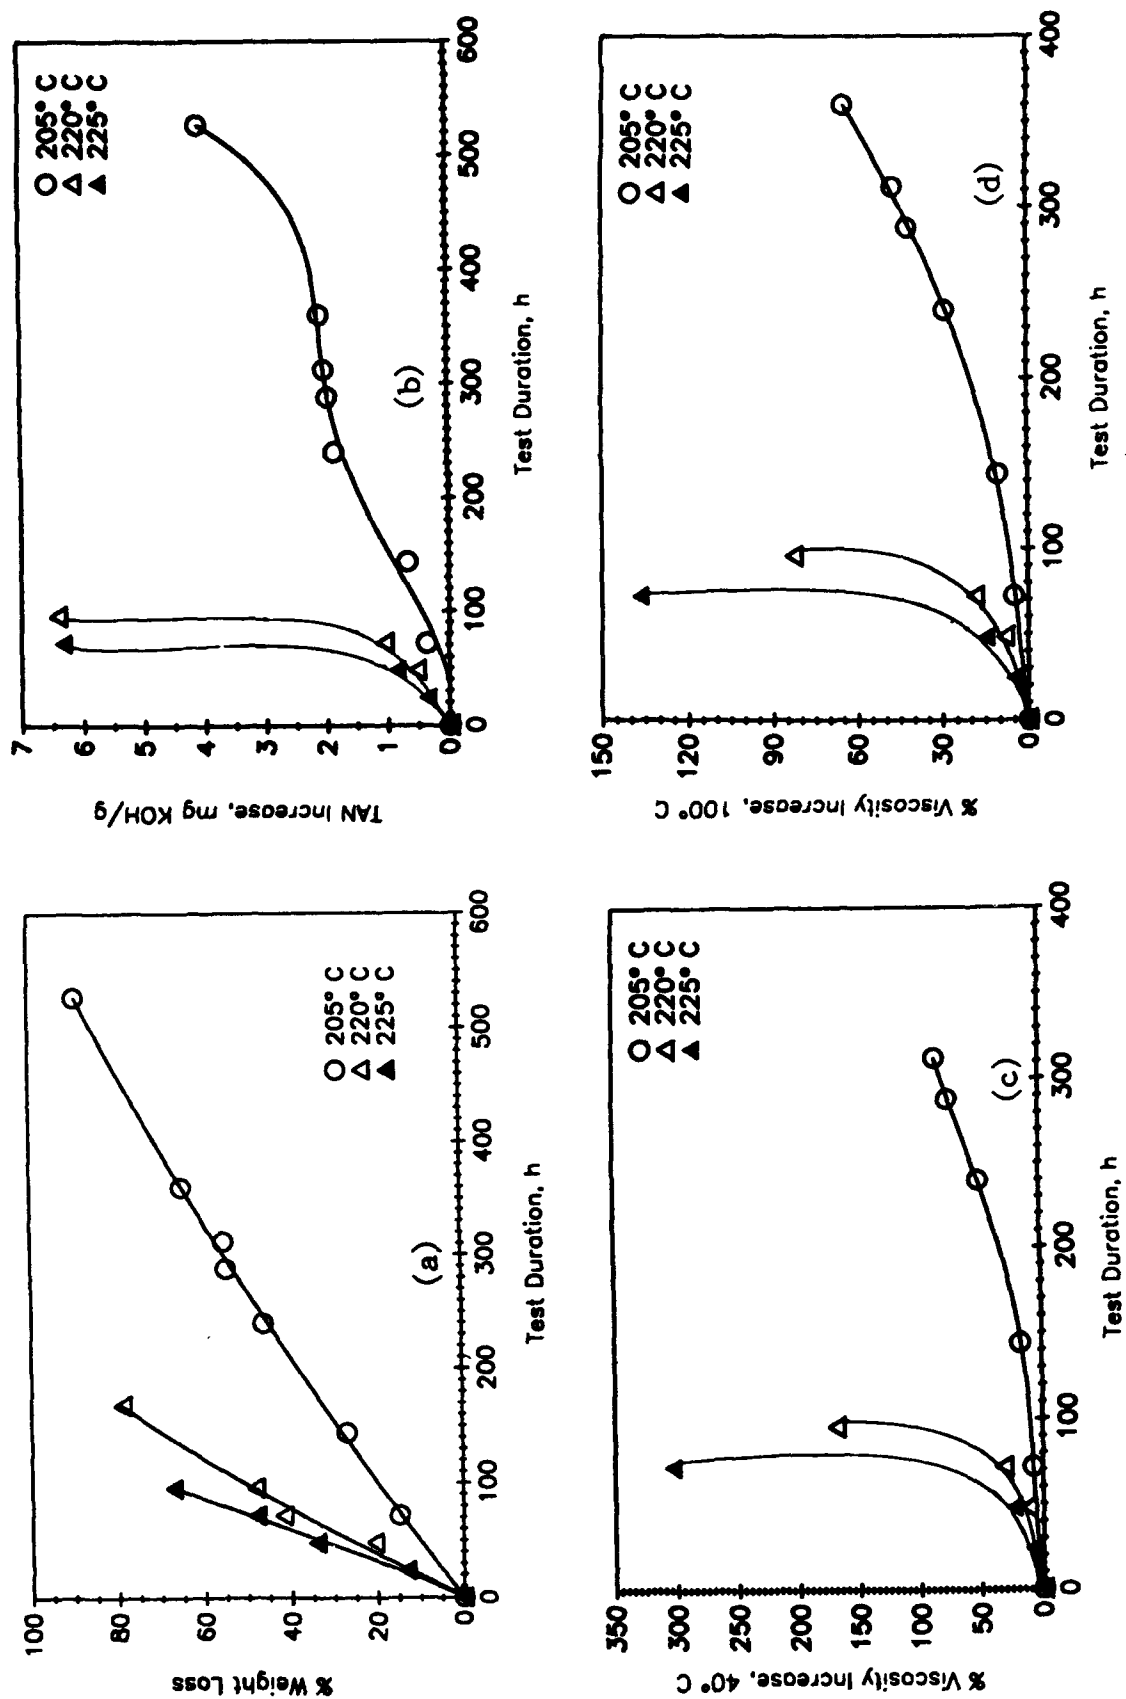 100
80
60
40
20
0
% Weight Loss
0
100
200
300
400
500
600
Test Duration, h
(a)
205° C
220° C
225° C
7
6
5
4
3
2
1
0
TAN Increase, mg KOH/g
0
100
200
300
400
500
600
Test Duration, h
(b)
205° C
220° C
225° C
350
300
250
200
150
100
50
0
% Viscosity Increase, 40° C
0
100
200
300
400
Test Duration, h
(c)
205° C
220° C
225° C
150
120
90
60
30
0
% Viscosity Increase, 100° C
0
100
200
300
400
Test Duration, h
(d)
205° C
220° C
225° C